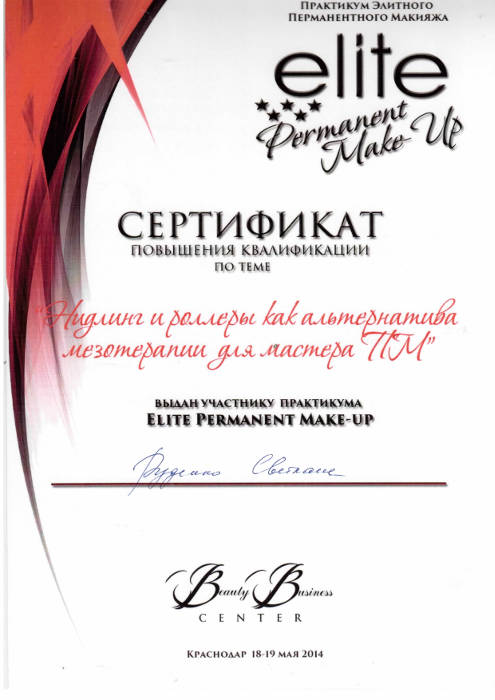 Практикум Элитного
Перманентного Макияжа
elite
Permanent
Make Up
СЕРТИФИКАТ
ПОВЫШЕНИЯ КВАЛИФИКАЦИИ
ПО ТЕМЕ
"Нидлинг и роллеры как альтернатива
мезотерапии для мастера ПМ"
ВЫДАН УЧАСТНИКУ ПРАКТИКУМА
Elite Permanent Make-up
Руденко Светлане
Beauty Business
CENTER
Краснодар 18-19 мая 2014